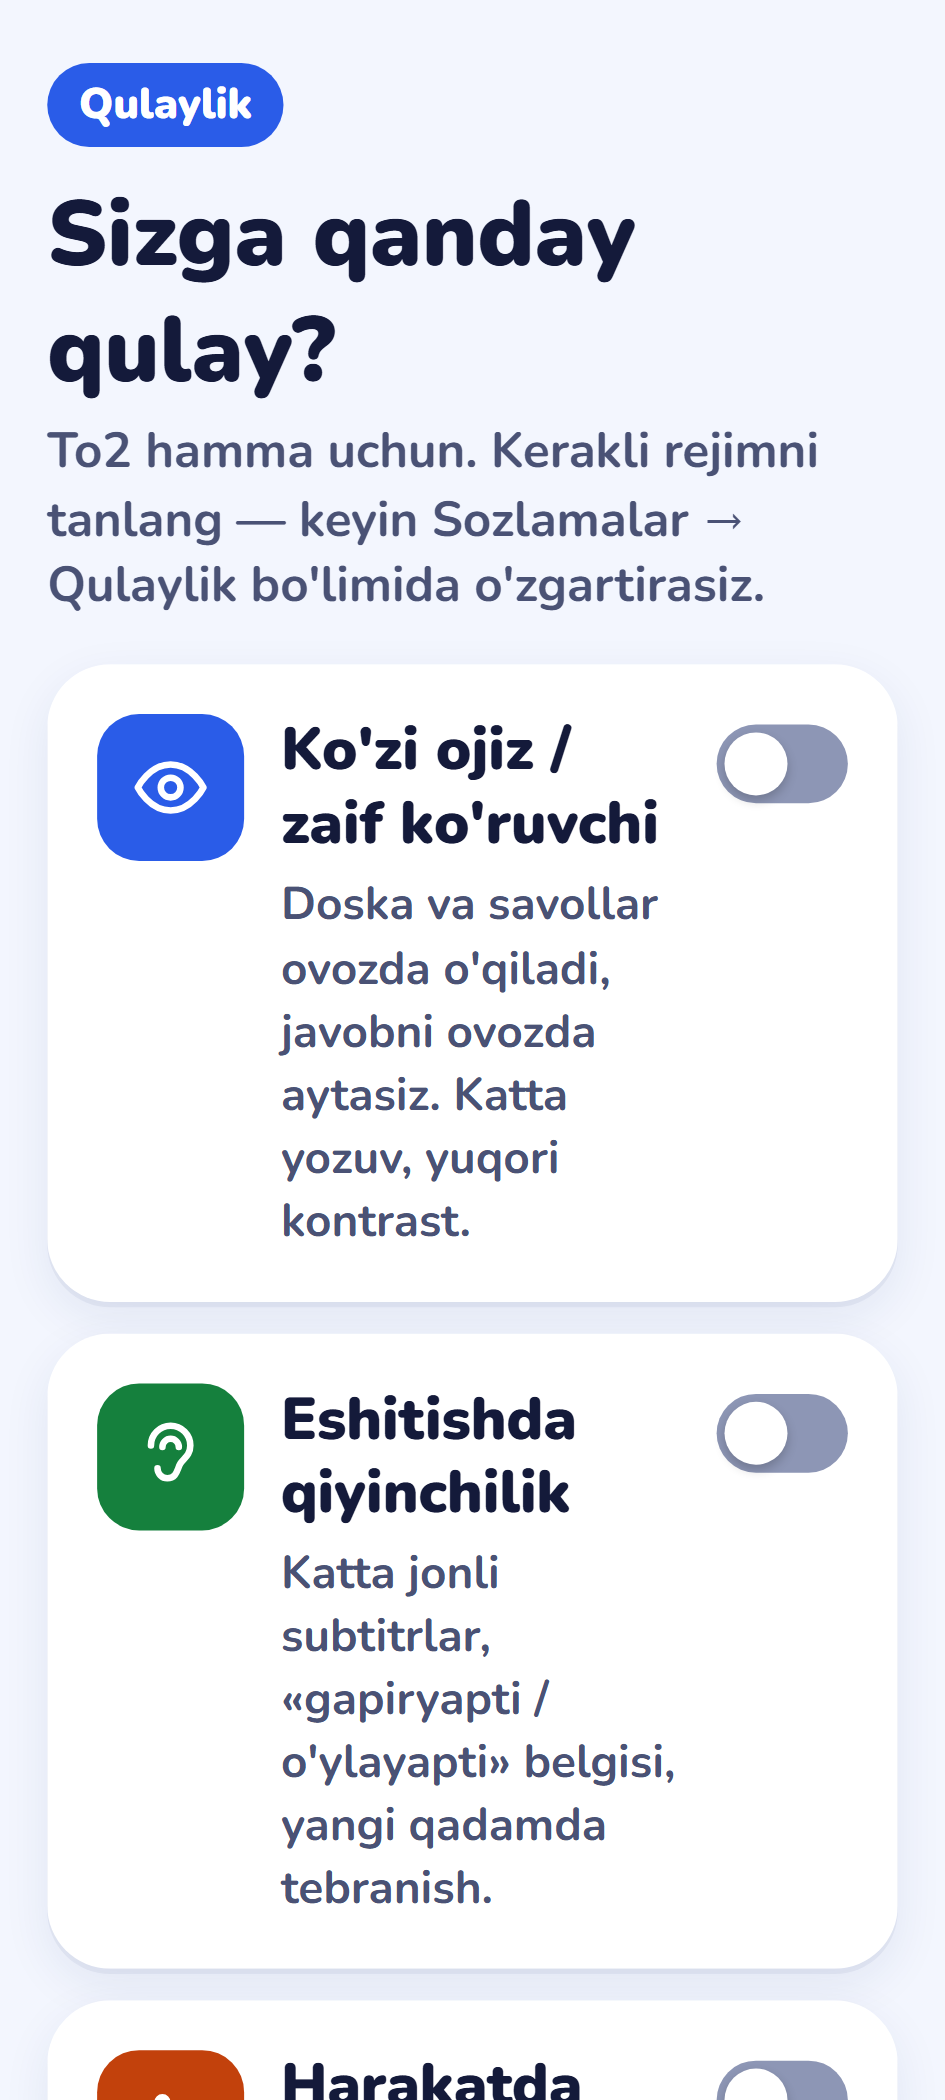 Qulaylik
Sizga qanday
qulay?
To2 hamma uchun. Kerakli rejimni
tanlang — keyin Sozlamalar →
Qulaylik bo'limida o'zgartirasiz.
Ko'zi ojiz /
zaif ko'ruvchi
Doska va savollar
ovozda o'qiladi,
javobni ovozda
aytasiz. Katta
yozuv, yuqori
kontrast.
Eshitishda
qiyinchilik
Katta jonli
subtitrlar,
«gapiryapti /
o'ylayapti» belgisi,
yangi qadamda
tebranish.
Harakatda